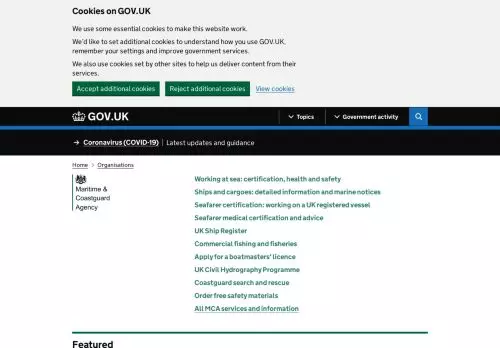 Cookies on GOV.UK
We use some essential cookies to make this website work.
We'd like to set additional cookies to understand how you use GOV.UK,
remember your settings and improve government services.
We also use cookies set by other sites to help us deliver content from their
services.
Accept additional cookies Reject additional cookies View cookies
GOV.UK Topics Government activity
→ Coronavirus (COVID-19) Latest updates and guidance
Home > Organisations
Maritime &
Coastguard
Agency
Working at sea: certification, health and safety
Ships and cargoes: detailed information and marine notices
Seafarer certification: working on a UK registered vessel
Seafarer medical certification and advice
UK Ship Register
Commercial fishing and fisheries
Apply for a boatmasters' licence
UK Civil Hydrography Programme
Coastguard search and rescue
Order free safety materials
All MCA services and information
Featured